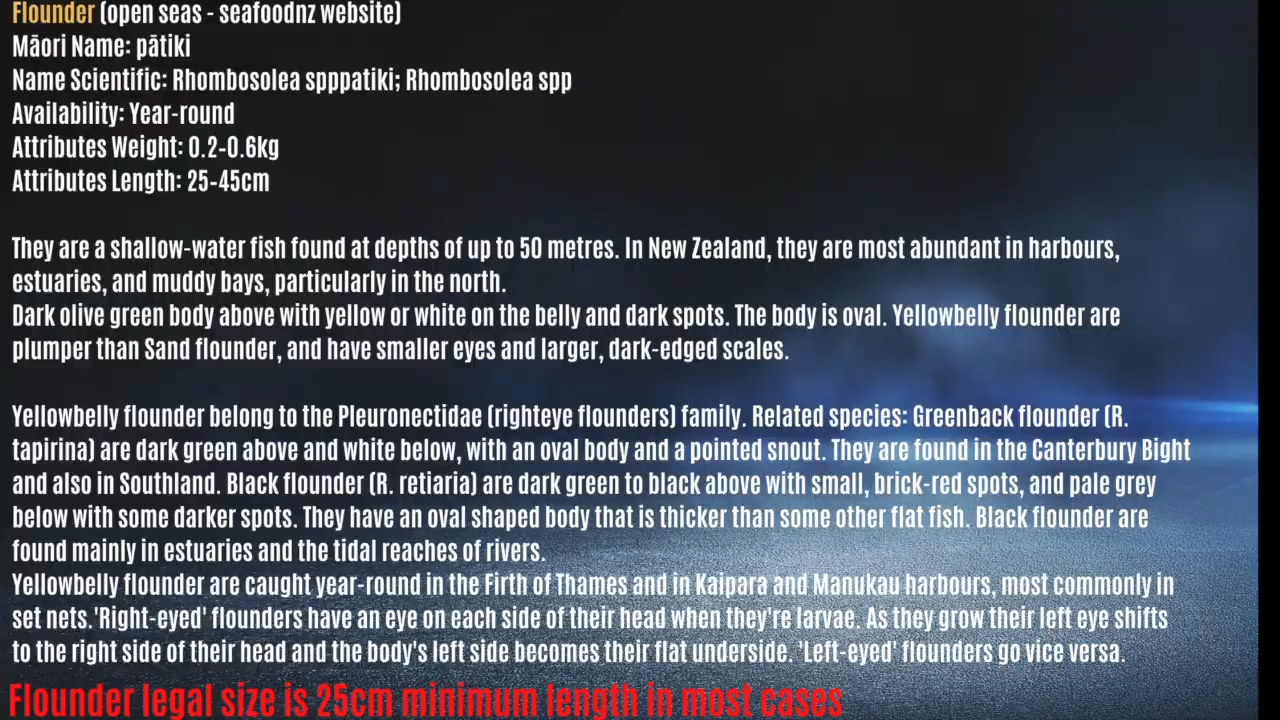 Flounder (open seas - seafoodnz website)
Māori Name: pātiki
Name Scientific: Rhombosolea spppatiki; Rhombosolea spp
Availability: Year-round
Attributes Weight: 0.2-0.6kg
Attributes Length: 25-45cm
They are a shallow-water fish found at depths of up to 50 metres. In New Zealand, they are most abundant in harbours,
estuaries, and muddy bays, particularly in the north.
Dark olive green body above with yellow or white on the belly and dark spots. The body is oval. Yellowbelly flounder are
plumper than Sand flounder, and have smaller eyes and larger, dark-edged scales.
Yellowbelly flounder belong to the Pleuronectidae (righteye flounders) family. Related species: Greenback flounder (R.
tapirina) are dark green above and white below, with an oval body and a pointed snout. They are found in the Canterbury Bight
and also in Southland. Black flounder (R. retiaria) are dark green to black above with small, brick-red spots, and pale grey
below with some darker spots. They have an oval shaped body that is thicker than some other flat fish. Black flounder are
found mainly in estuaries and the tidal reaches of rivers.
Yellowbelly flounder are caught year-round in the Firth of Thames and in Kaipara and Manukau harbours, most commonly in
set nets.'Right-eyed' flounders have an eye on each side of their head when they're larvae. As they grow their left eye shifts
to the right side of their head and the body's left side becomes their flat underside. 'Left-eyed' flounders go vice versa.
Flounder legal size is 25cm minimum length in most cases